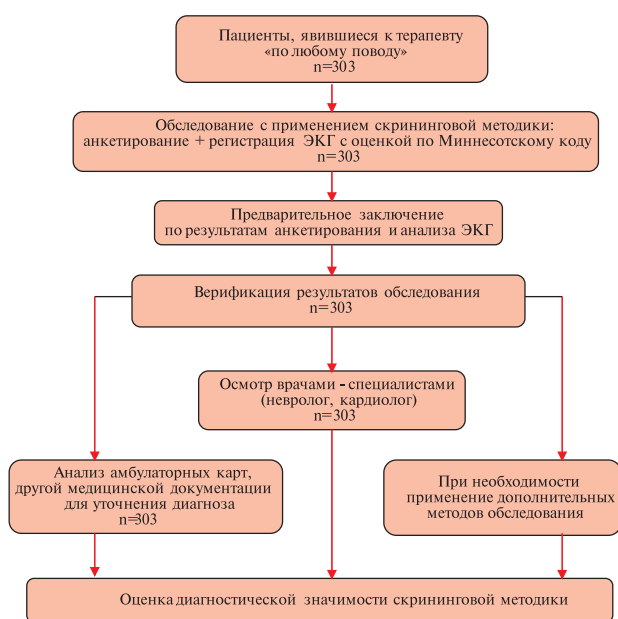 Пациенты, явившиеся к терапевту
«по любому поводу»
n=303
Обследование с применением скрининговой методики:
анкетирование + регистрация ЭКГ с оценкой по Миннесотскому коду
n=303
Предварительное заключение
по результатам анкетирования и анализа ЭКГ
Верификация результатов обследования
n=303
Осмотр врачами - специалистами
(невролог, кардиолог)
n=303
Анализ амбулаторных карт,
другой медицинской документации
для уточнения диагноза
n=303
При необходимости
применение дополнительных
методов обследования
Оценка диагностической значимости скрининговой методики